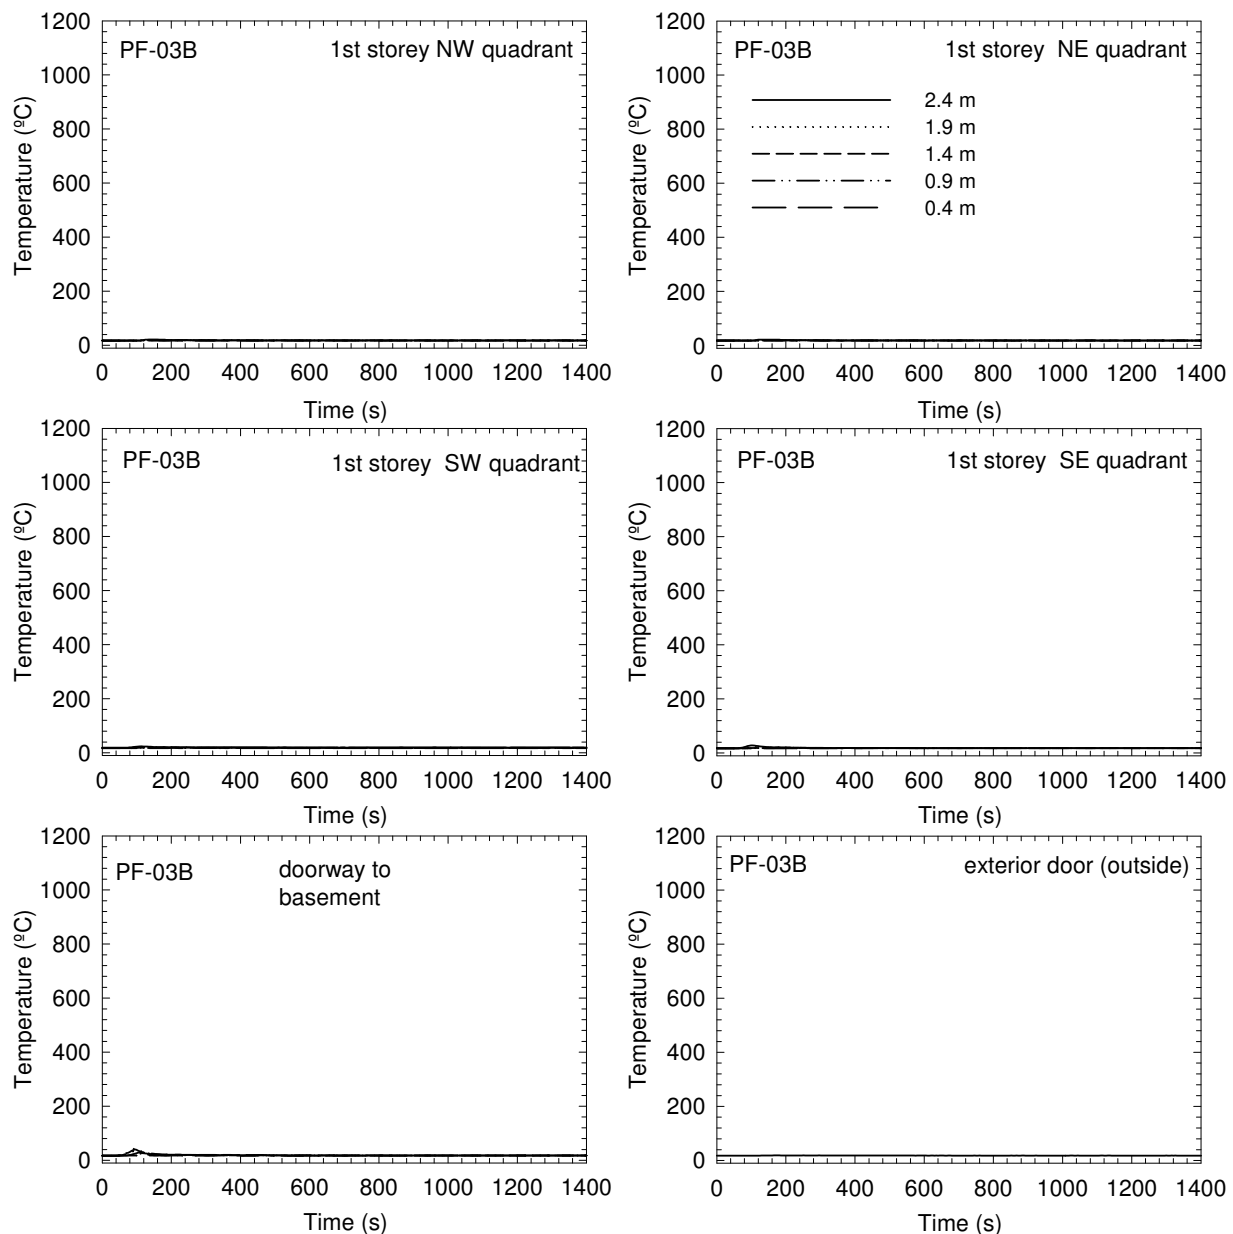 1200
1000
800
600
400
200
0
Temperature (ºC)
PF-03B
1st storey NW quadrant
0 200 400 600 800 1000 1200 1400
Time (s)
1200
1000
800
600
400
200
0
Temperature (ºC)
PF-03B
1st storey NE quadrant
2.4 m
1.9 m
1.4 m
0.9 m
0.4 m
0 200 400 600 800 1000 1200 1400
Time (s)
1200
1000
800
600
400
200
0
Temperature (ºC)
PF-03B
1st storey SW quadrant
0 200 400 600 800 1000 1200 1400
Time (s)
1200
1000
800
600
400
200
0
Temperature (ºC)
PF-03B
1st storey SE quadrant
0 200 400 600 800 1000 1200 1400
Time (s)
1200
1000
800
600
400
200
0
Temperature (ºC)
PF-03B
doorway to
basement
0 200 400 600 800 1000 1200 1400
Time (s)
1200
1000
800
600
400
200
0
Temperature (ºC)
PF-03B
exterior door (outside)
0 200 400 600 800 1000 1200 1400
Time (s)